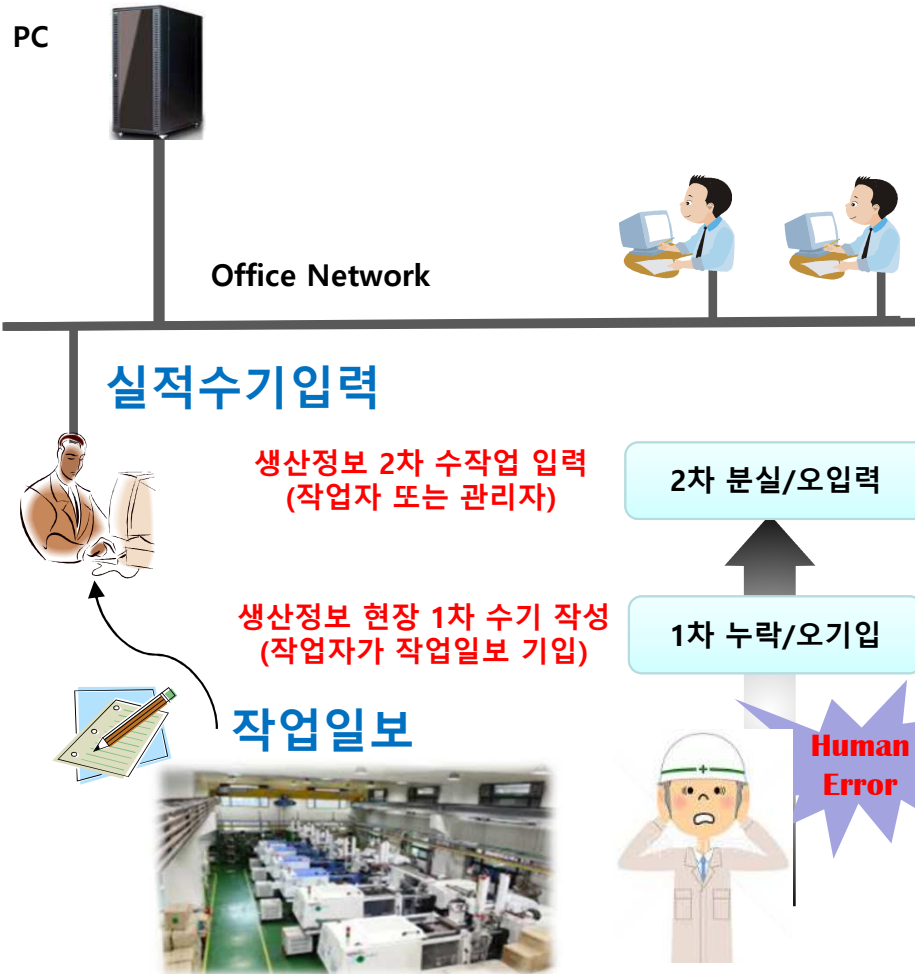 PC
Office Network
실적수기입력
생산정보 2차 수작업 입력
(작업자 또는 관리자)
2차 분실/오입력
생산정보 현장 1차 수기 작성
(작업자가 작업일보 기입)
1차 누락/오기입
작업일보
Human
Error